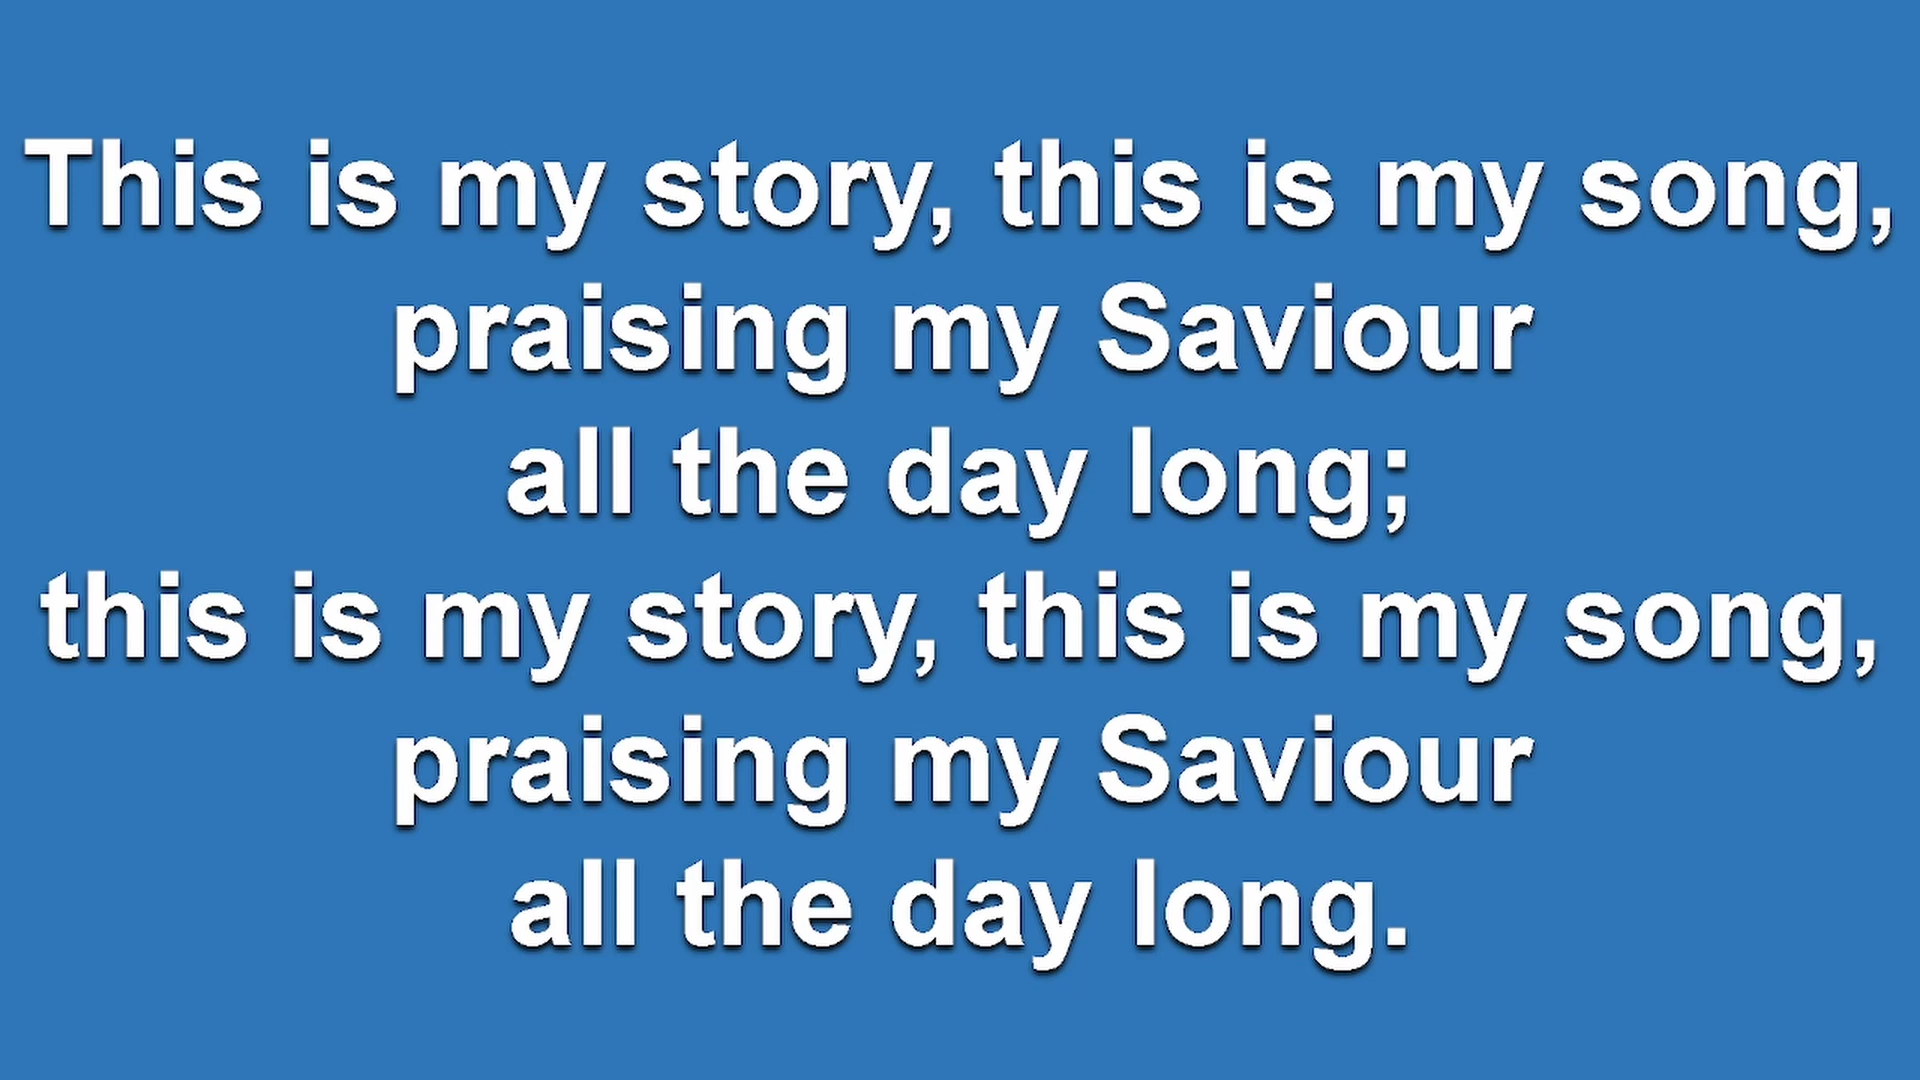 This is my story, this is my song,
praising my Saviour
all the day long;
this is my story, this is my song,
praising my Saviour
all the day long.